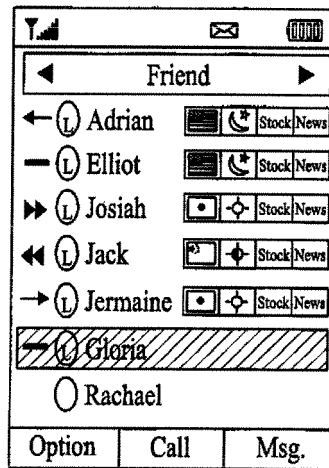 Friend
L Adrian Stock News
L Elliot Stock News
L Josiah Stock News
L Jack Stock News
L Jermaine Stock News
L Gloria
Rachael
Option Call Msg.